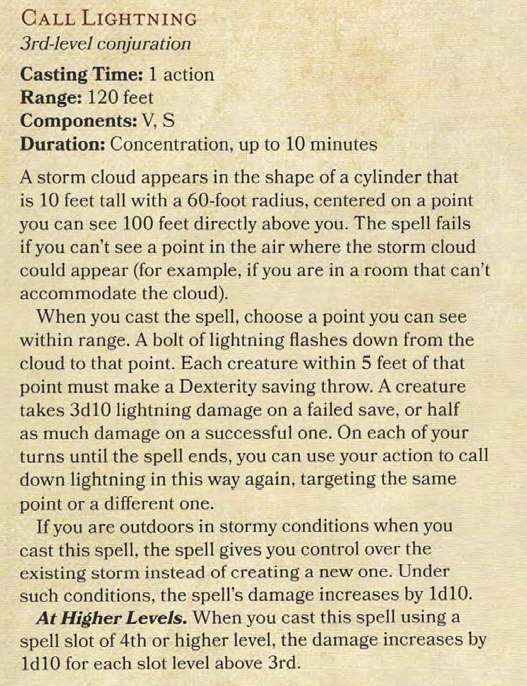 CALL LIGHTNING
3rd-level conjuration
Casting Time: 1 action
Range: 120 feet
Components: V, S
Duration: Concentration, up to 10 minutes
A storm cloud appears in the shape of a cylinder that
is 10 feet tall with a 60-foot radius, centered on a point
you can see 100 feet directly above you. The spell fails
if you can't see a point in the air where the storm cloud
could appear (for example, if you are in a room that can't
accommodate the cloud).
When you cast the spell, choose a point you can see
within range. A bolt of lightning flashes down from the
cloud to that point. Each creature within 5 feet of that
point must make a Dexterity saving throw. A creature
takes 3d10 lightning damage on a failed save, or half
as much damage on a successful one. On each of your
turns until the spell ends, you can use your action to call
down lightning in this way again, targeting the same
point or a different one.
If you are outdoors in stormy conditions when you
cast this spell, the spell gives you control over the
existing storm instead of creating a new one. Under
such conditions, the spell's damage increases by 1d10.
At Higher Levels. When you cast this spell using a
spell slot of 4th or higher level, the damage increases by
1d10 for each slot level above 3rd.